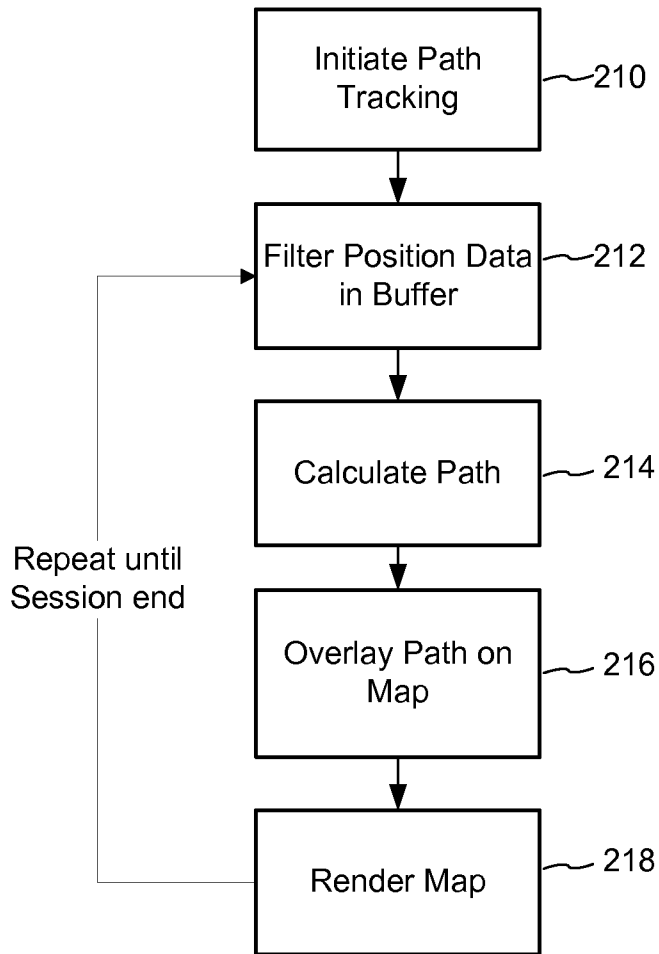 Initiate Path
Tracking
210
Filter Position Data
in Buffer
212
Calculate Path
214
Repeat until
Session end
Overlay Path on
Map
216
Render Map
218